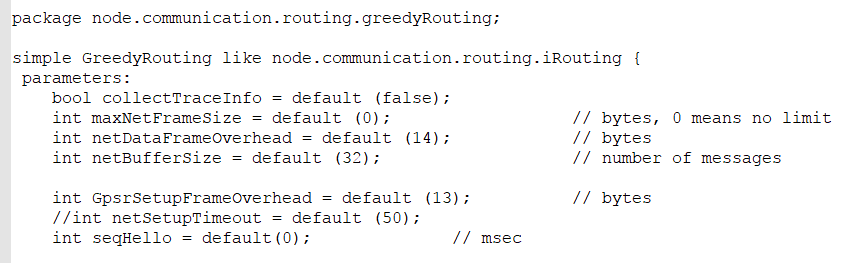 package node.communication.routing.greedyRouting;
simple GreedyRouting like node.communication.routing.iRouting {
parameters:
bool collectTraceInfo = default (false);
int maxNetFrameSize = default (0); // bytes, 0 means no limit
int netDataFrameOverhead = default (14); // bytes
int netBufferSize = default (32); // number of messages
int GpsrSetupFrameOverhead = default (13); // bytes
//int netSetupTimeout = default (50);
int seqHello = default(0); // msec